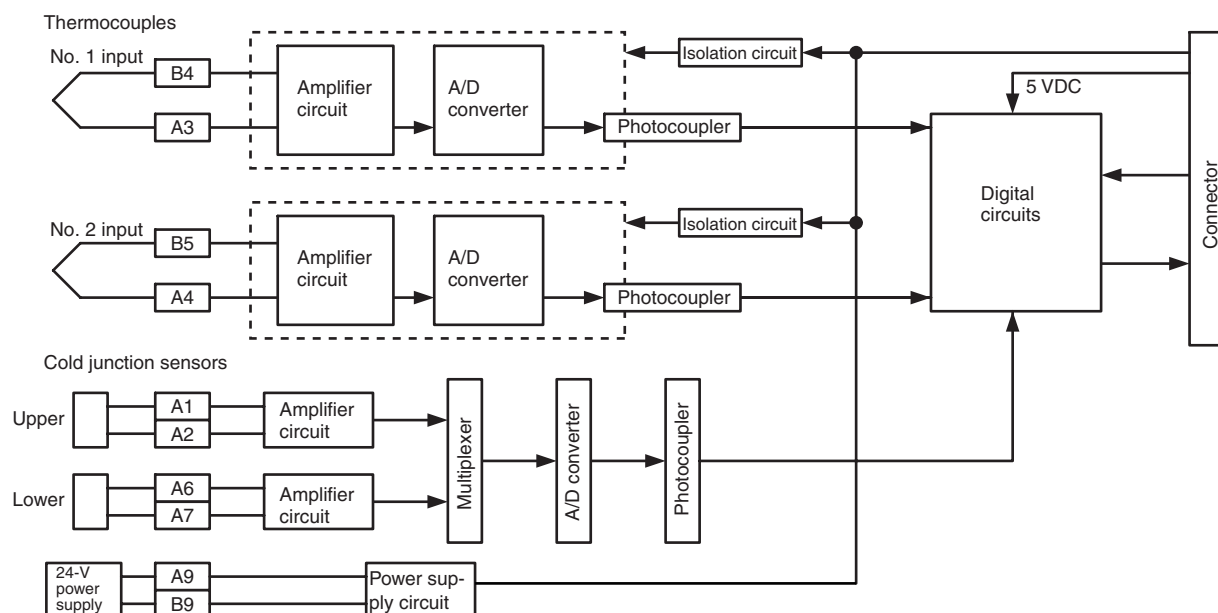 Thermocouples
No. 1 input
B4
A3
Amplifier
circuit
A/D
converter
Isolation circuit
Photocoupler
5 VDC
Digital
circuits
Connector
No. 2 input
B5
A4
Amplifier
circuit
A/D
converter
Isolation circuit
Photocoupler
Cold junction sensors
Upper
A1
A2
Amplifier
circuit
Lower
A6
A7
Amplifier
circuit
Multiplexer
A/D converter
Photocoupler
24-V
power
supply
A9
B9
Power sup-
ply circuit